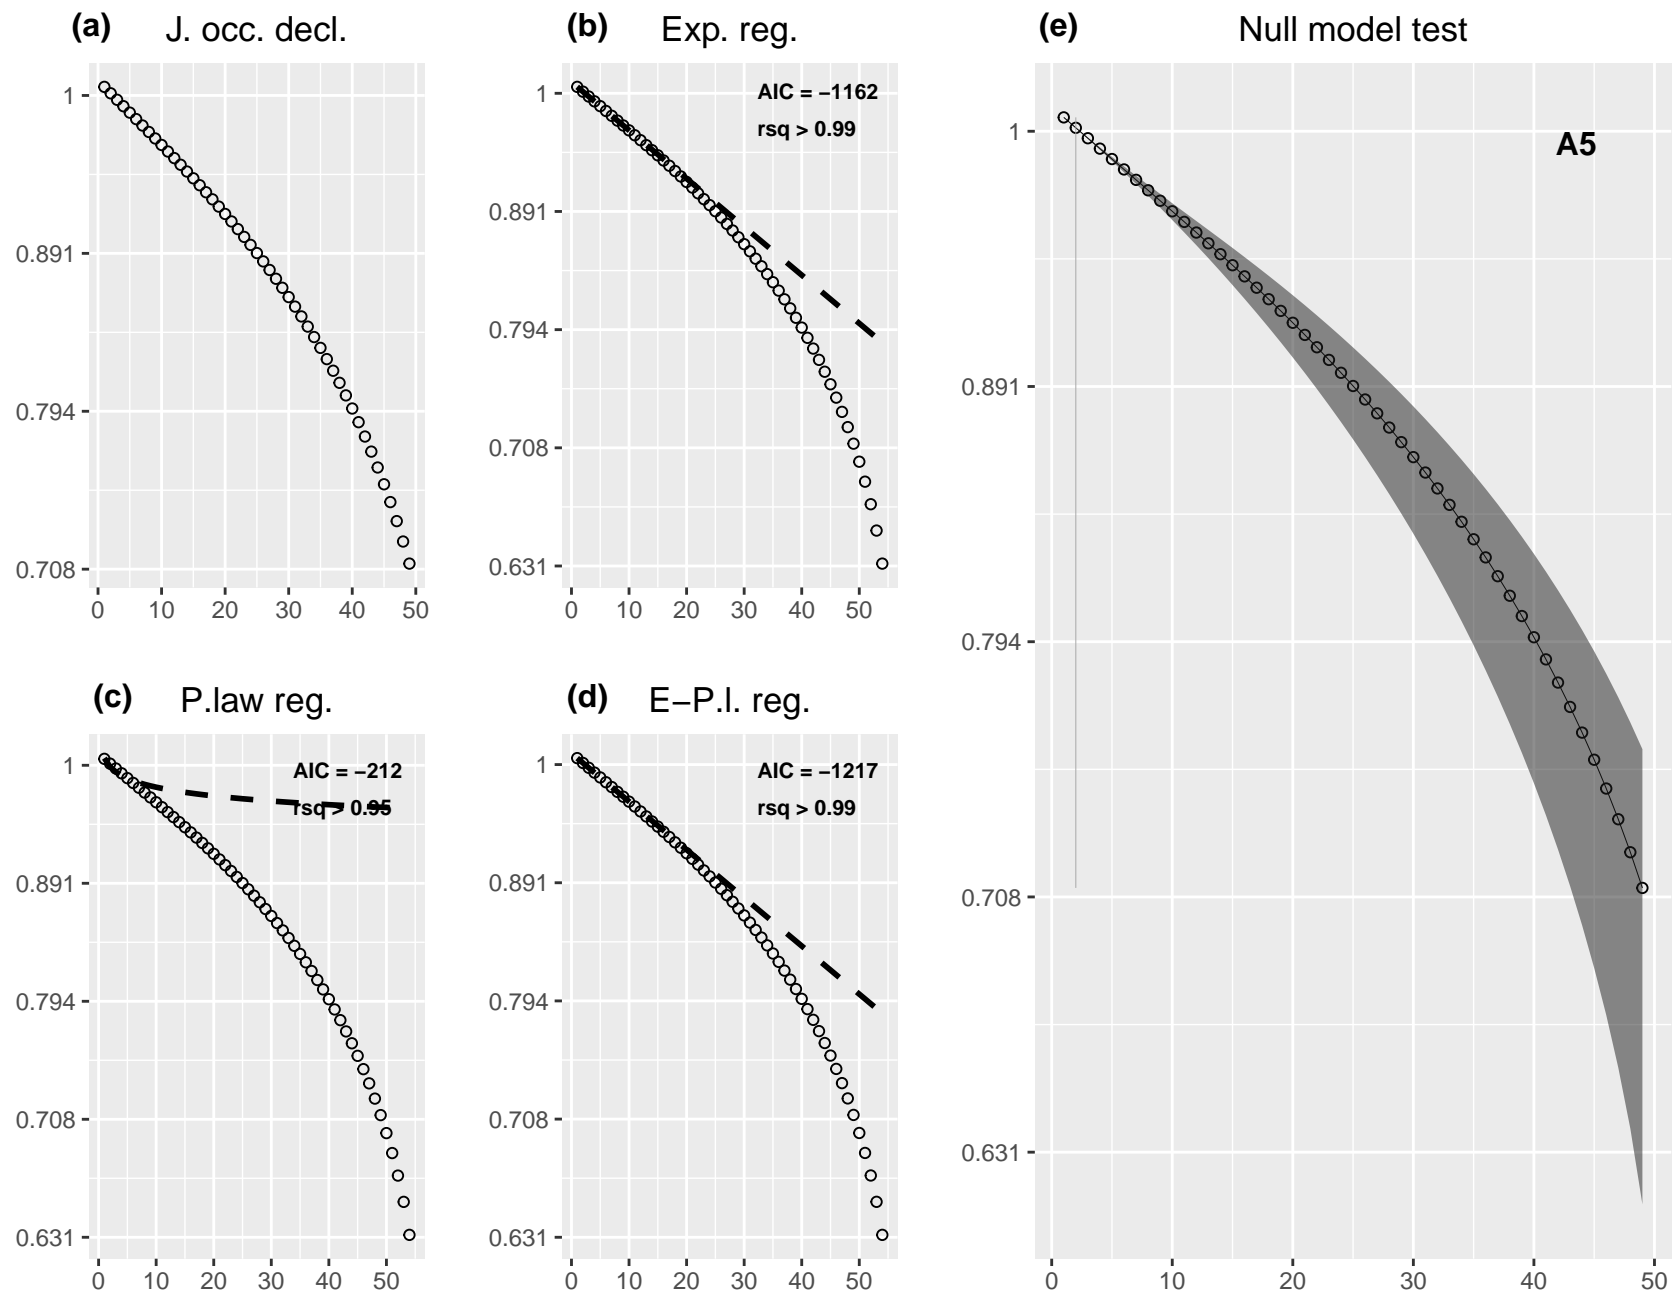 (a) J. occ. decl.
1
0.891
0.794
0.708
0 10 20 30 40 50
(b) Exp. reg.
AIC = −1162
rsq > 0.99
1
0.891
0.794
0.708
0.631
0 10 20 30 40 50
(c) P.law reg.
AIC = −212
rsq > 0.95
1
0.891
0.794
0.708
0.631
0 10 20 30 40 50
(d) E−P.l. reg.
AIC = −1217
rsq > 0.99
1
0.891
0.794
0.708
0.631
0 10 20 30 40 50
(e) Null model test
A5
1
0.891
0.794
0.708
0.631
0 10 20 30 40 50